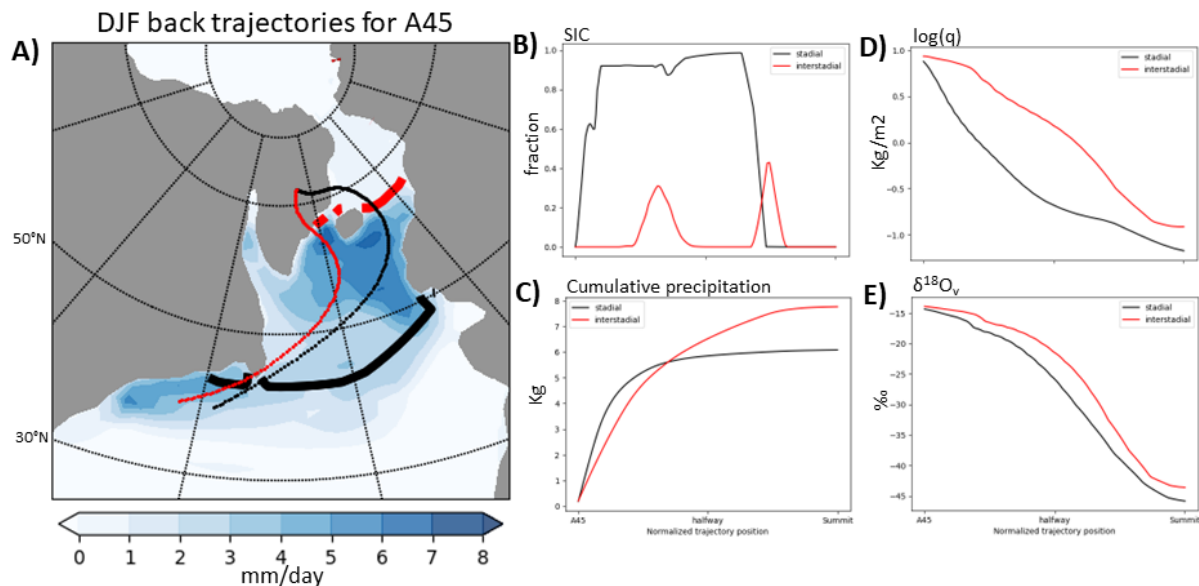 DJF back trajectories for A45
A)
50°N
30°N
0 1 2 3 4 5 6 7 8
mm/day
B)
SIC
fraction
1.0
0.8
0.6
0.4
0.2
0.0
stadial
interstadial
C)
Cumulative precipitation
Kg
8
7
6
5
4
3
2
1
0
stadial
interstadial
A45 halfway Summit
Normalized trajectory position
D)
log(q)
Kg/m2
1.0
0.5
0.0
−0.5
−1.0
stadial
interstadial
E)
δ¹⁸Oᵥ
‰
−15
−20
−25
−30
−35
−40
−45
stadial
interstadial
A45 halfway Summit
Normalized trajectory position